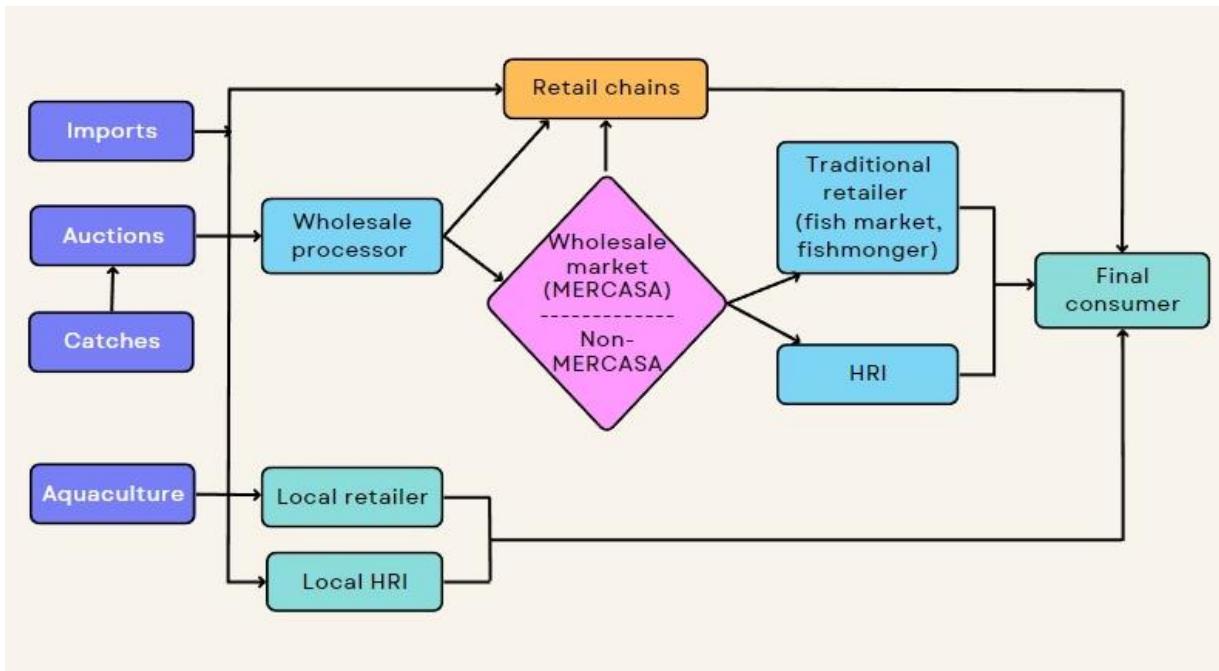 Retail chains
Imports
Traditional
retailer
(fish market,
fishmonger)
Auctions
Wholesale
processor
Wholesale
market
(MERCASA)
-------------
Non-
MERCASA
Final
consumer
Catches
HRI
Aquaculture
Local retailer
Local HRI